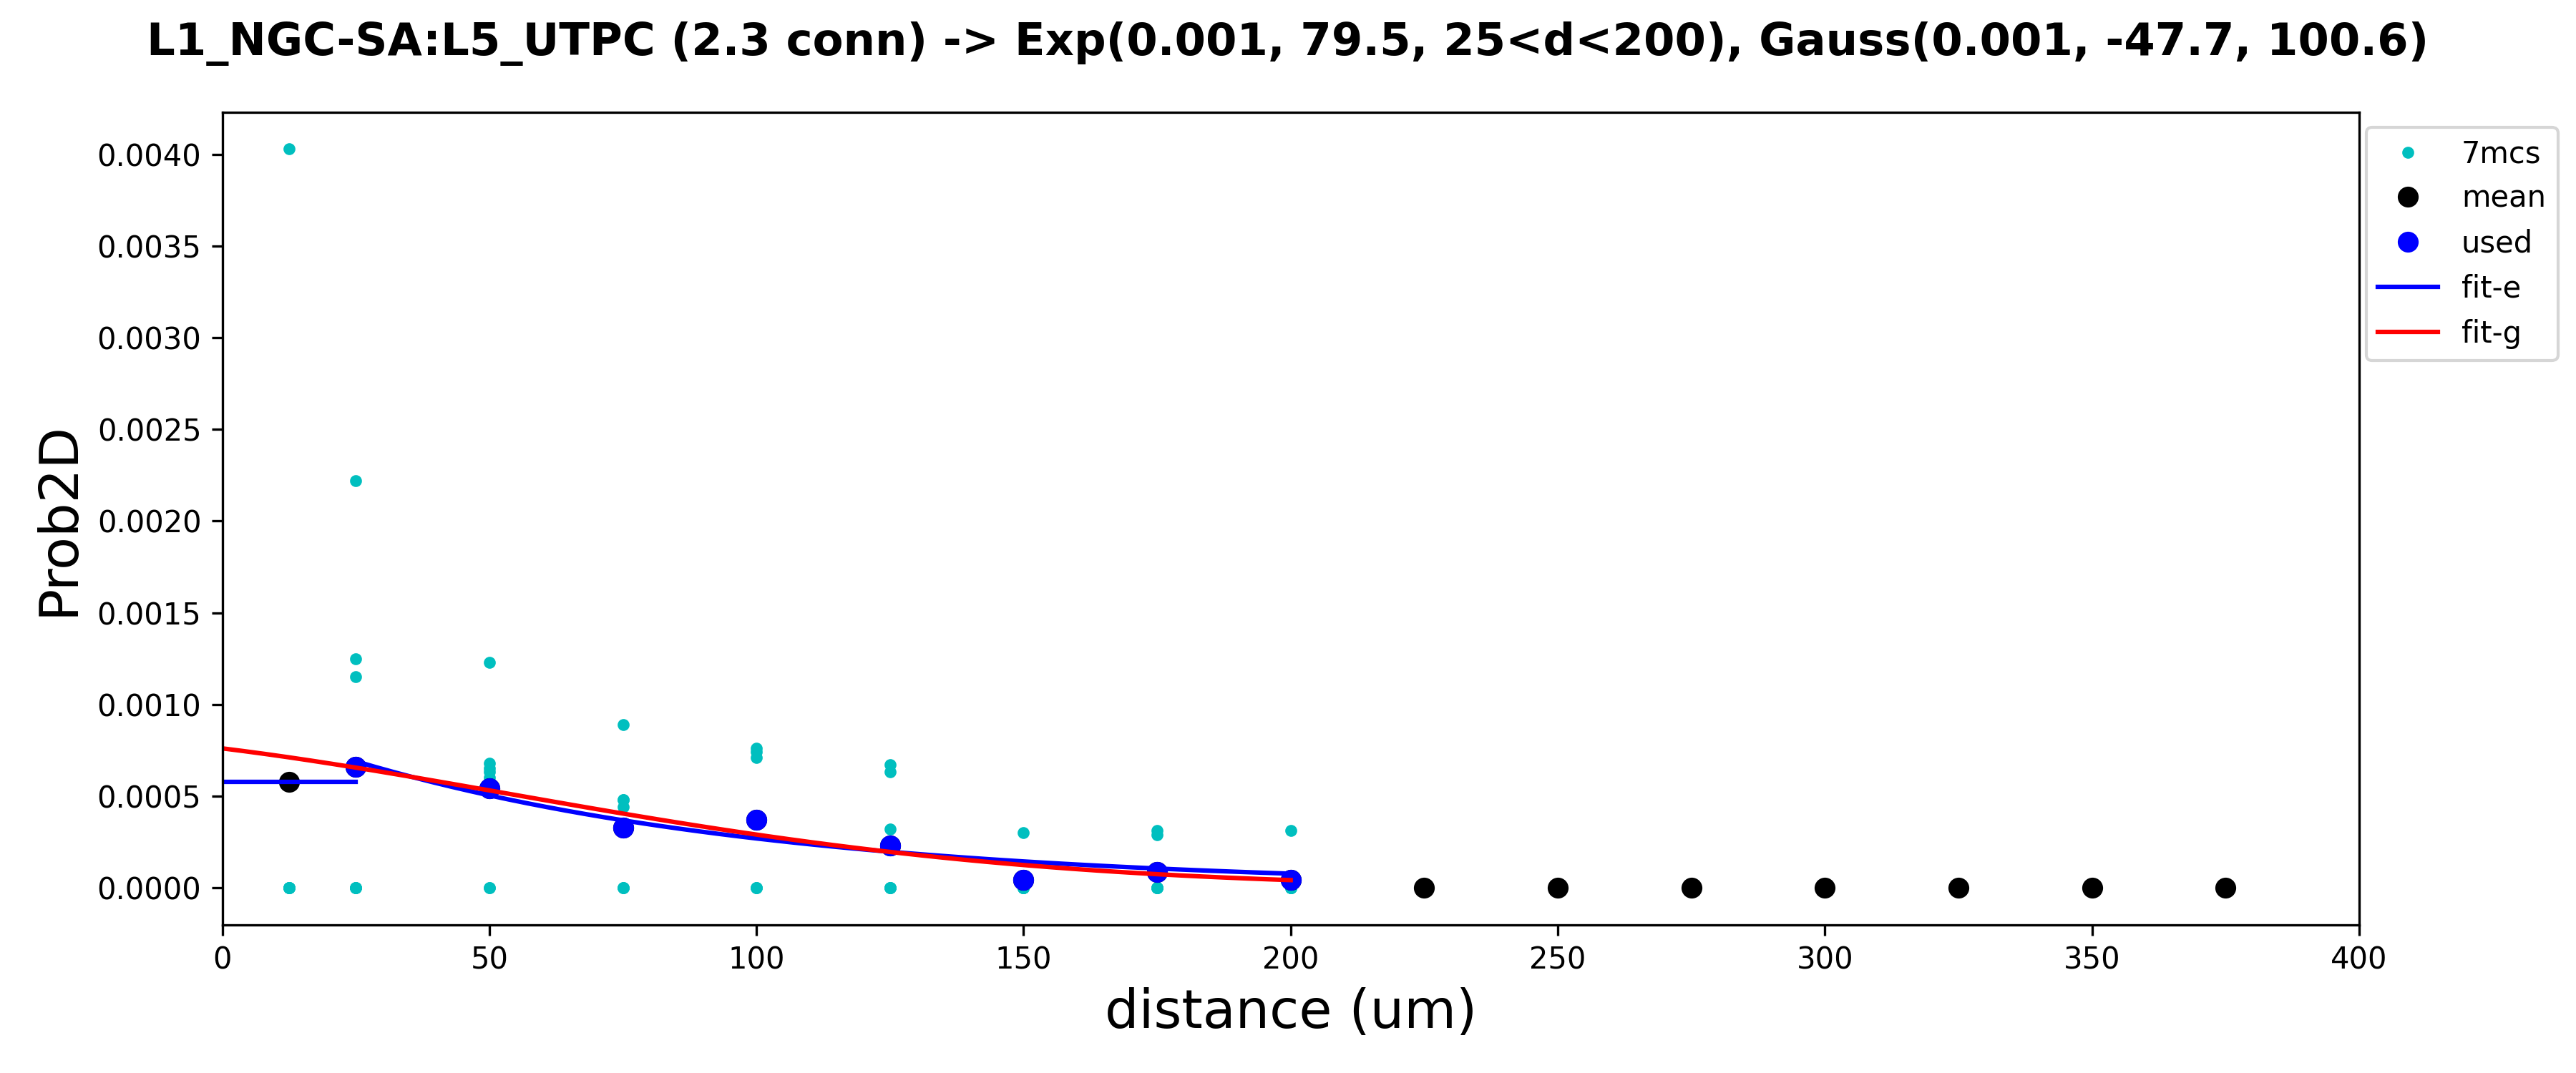 L1_NGC-SA:L5_UTPC (2.3 conn) -> Exp(0.001, 79.5, 25<d<200), Gauss(0.001, -47.7, 100.6)
0.0040
0.0035
0.0030
0.0025
0.0020
0.0015
0.0010
0.0005
0.0000
Prob2D
0 50 100 150 200 250 300 350 400
distance (um)
7mcs
mean
used
fit-e
fit-g